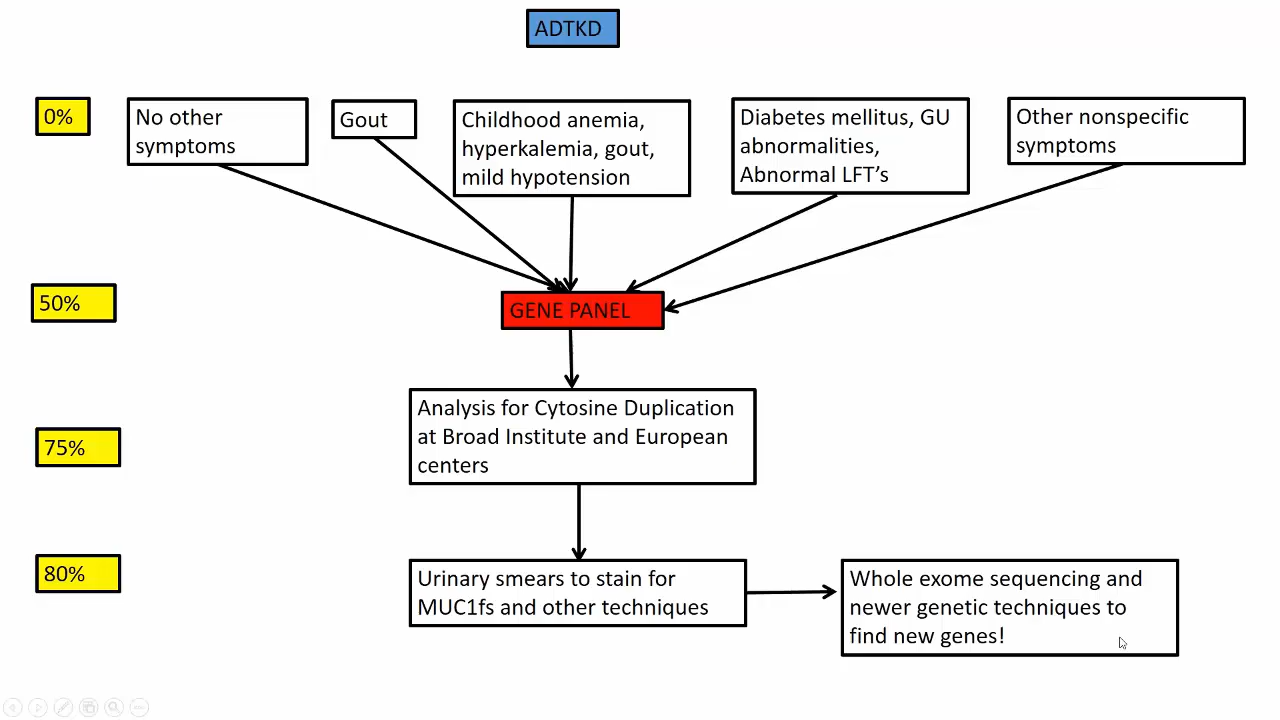 ADTKD
0%
No other
symptoms
Gout
Childhood anemia,
hyperkalemia, gout,
mild hypotension
Diabetes mellitus, GU
abnormalities,
Abnormal LFT's
Other nonspecific
symptoms
50%
GENE PANEL
75%
Analysis for Cytosine Duplication
at Broad Institute and European
centers
80%
Urinary smears to stain for
MUC1fs and other techniques
Whole exome sequencing and
newer genetic techniques to
find new genes!